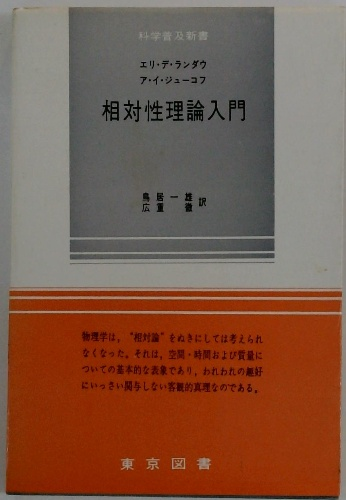 科学普及新書
エリ・デ・ランダウ
ア・イ・ジューコフ
相対性理論入門
鳥居一雄
広重徹 訳
物理学は、“相対論”をぬきにしては考えられ
なくなった。それは、空間・時間および質量に
ついての基本的な表象であり、われわれの趣好
にいっさい関与しない客観的真理なのである。
東京図書